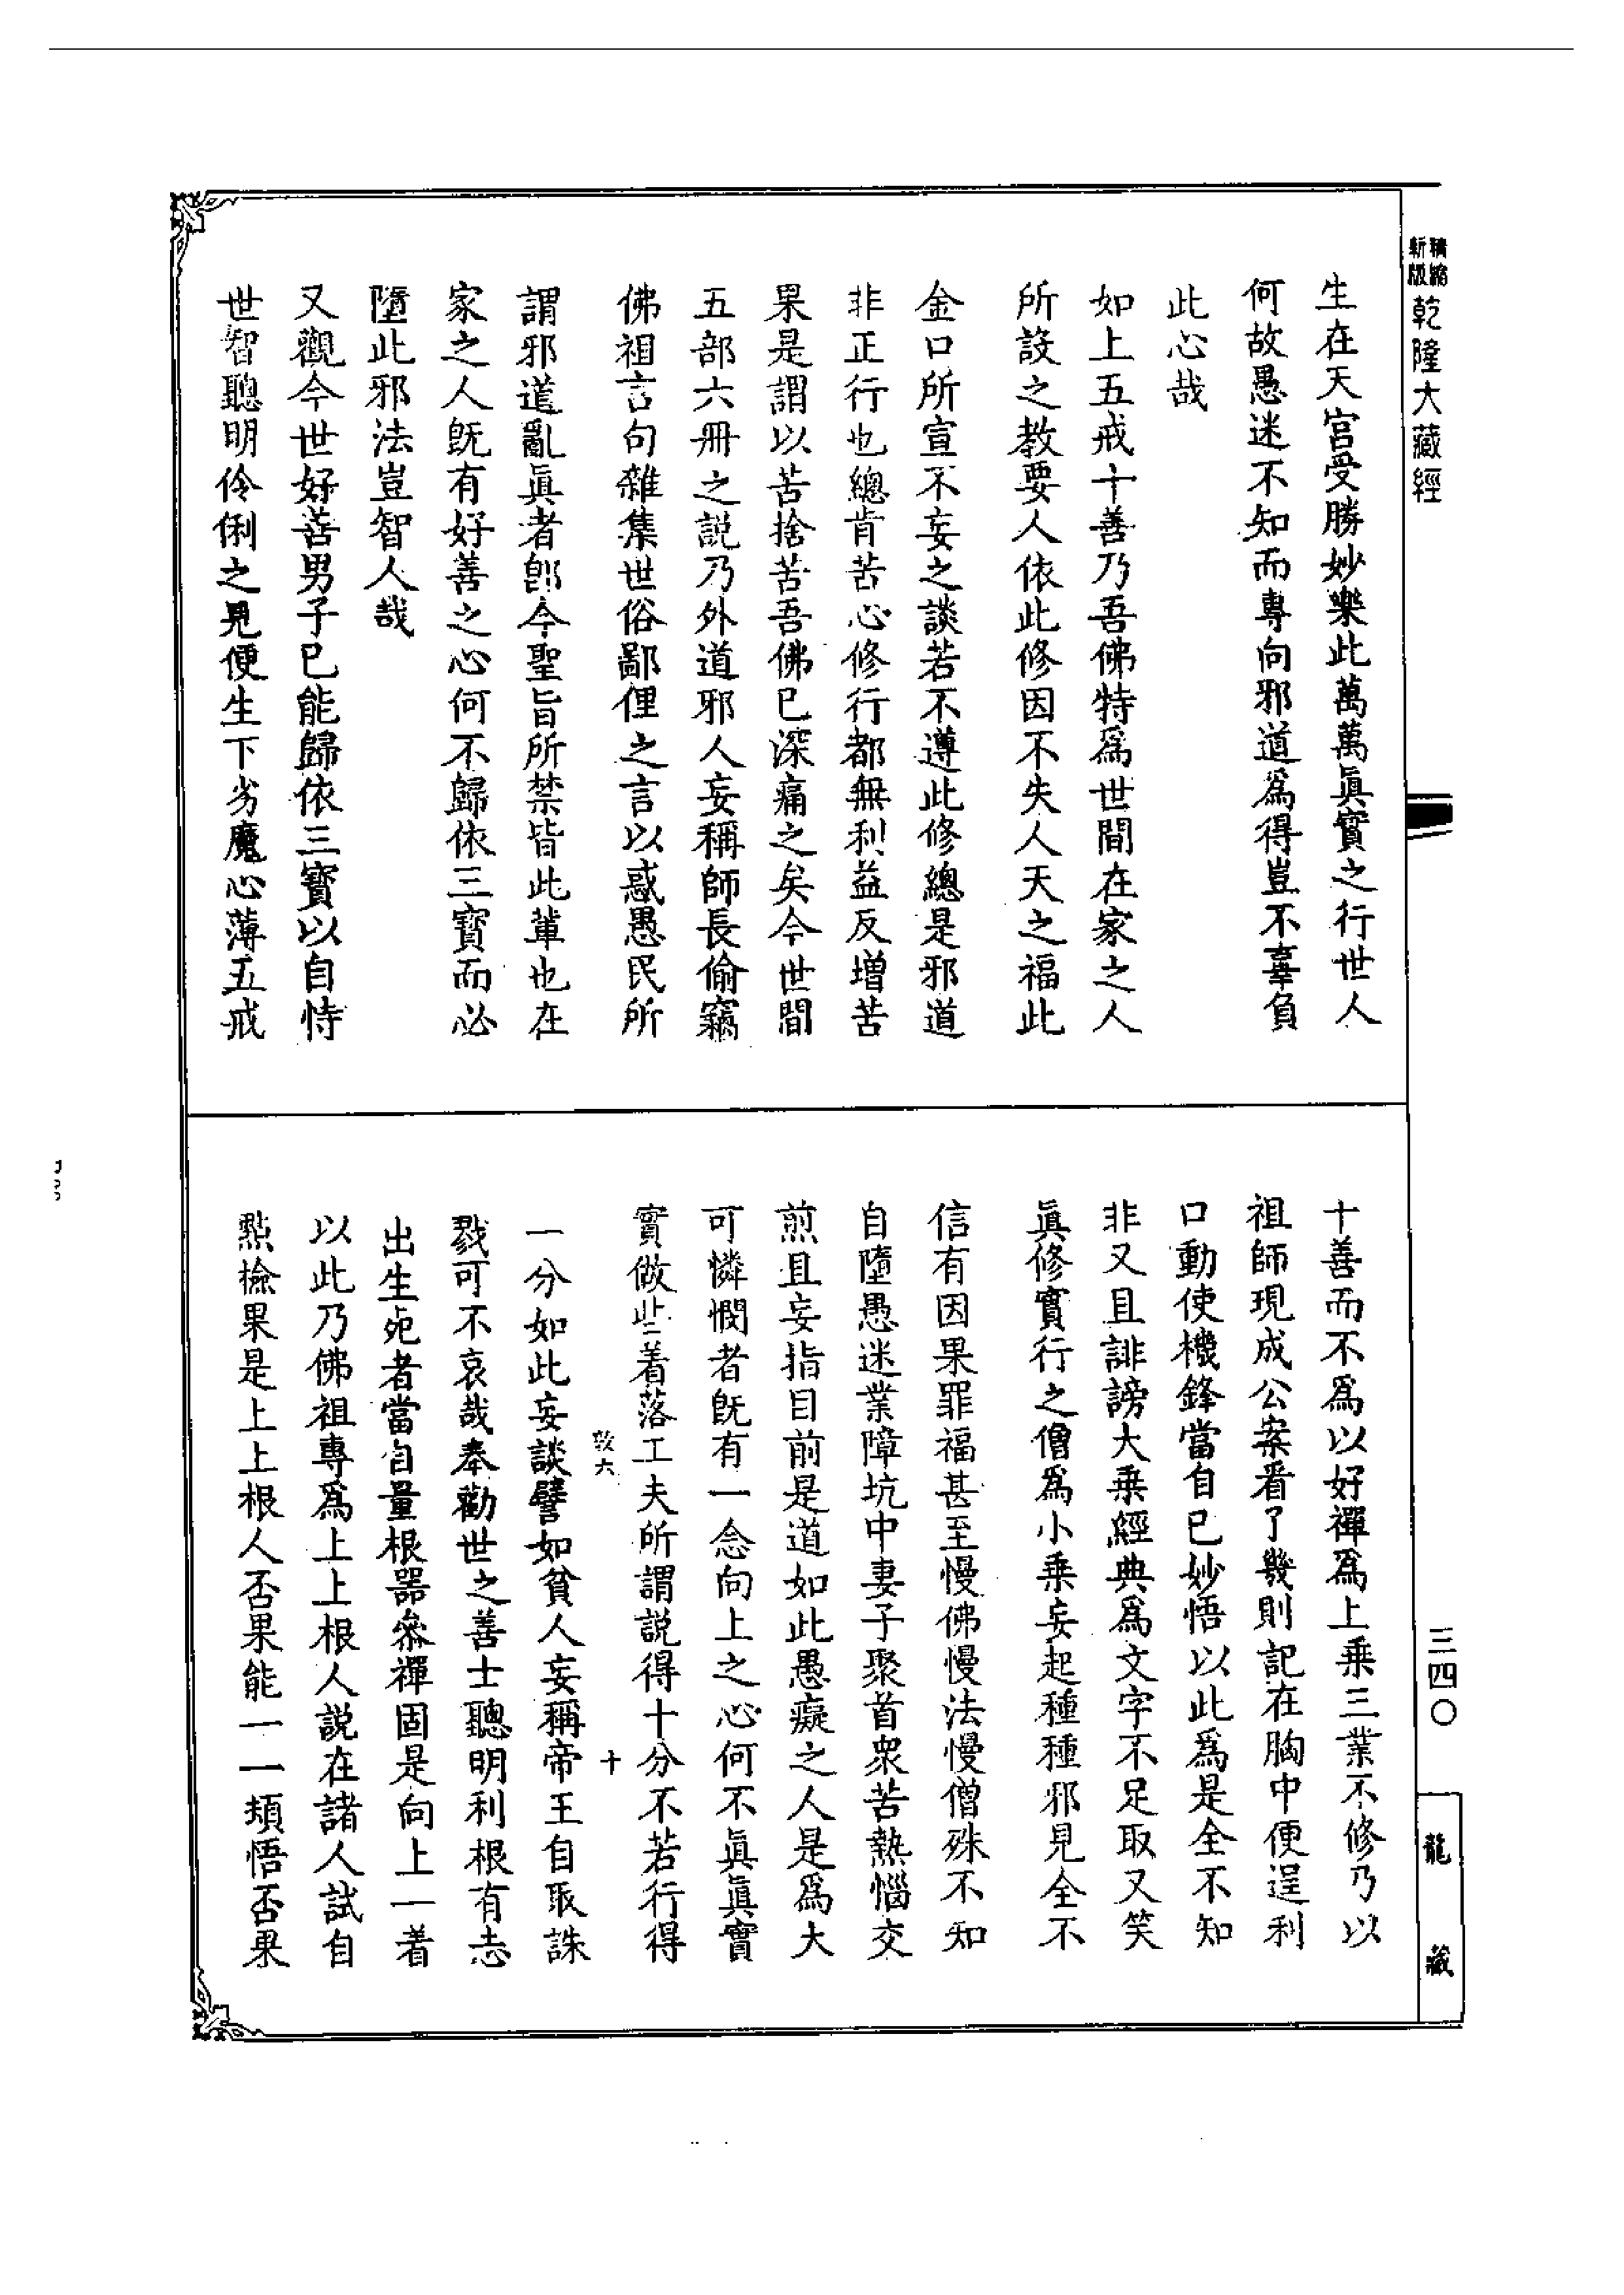 精縮新版乾隆大藏經
生在天宮受勝妙樂此萬萬眞實之行世人
何故愚迷不知而專向邪道爲得豈不辜負
此心哉
如上五戒十善乃吾佛特爲世間在家之人
所設之教要人依此修因不失人天之福此
金口所宣不妄之談若不遵此修總是邪道
非正行也總肯苦心修行都無利益反增苦
果是謂以苦捨苦吾佛已深痛之矣今世間
五部六冊之說乃外道邪人妄稱師長偷竊
佛祖言句雜集世俗鄙俚之言以惑愚民所
謂邪道亂眞者卽今聖旨所禁皆此輩也在
家之人旣有好善之心何不歸依三寶而必
墮此邪法豈智人哉
又觀今世好善男子已能歸依三寶以自恃
世智聰明伶俐之見便生下劣魔心薄五戒
十善而不爲以好禪爲上乘三業不修乃以
祖師現成公案看了幾則記在胸中便逞利
口動使機鋒當自已妙悟以此爲是全不知
非又且誹謗大乘經典爲文字不足取又笑
眞修實行之僧爲小乘妄起種種邪見全不
信有因果罪福甚至慢佛慢法慢僧殊不知
自墮愚迷業障坑中妻子聚首衆苦熱惱交
煎且妄指目前是道如此愚癡之人是爲大
可憐憫者旣有一念向上之心何不眞眞實
實做些着落工夫所謂說得十分不若行得
敦六
十
一分如此妄談譬如貧人妄稱帝王自取誅
戮可不哀哉奉勸世之善士聰明利根有志
出生死者當自量根器叅禪固是向上一着
以此乃佛祖專爲上上根人說在諸人試自
㸃撿果是上上根人否果能一一頓悟否果
三四〇
龍藏